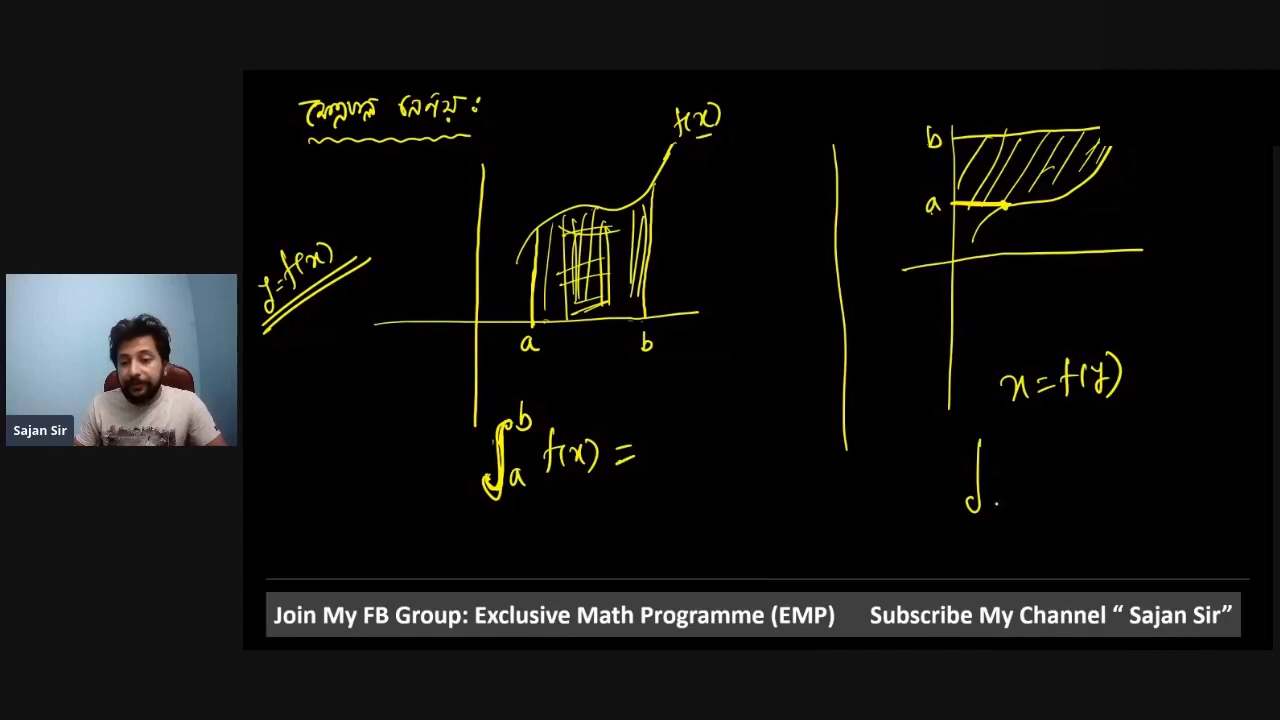 ক্ষেত্রফল নির্ণয় :
f(x)
y=f(x)
a
b
∫ₐᵇ f(x) =
b
a
x=f(y)
∫
Sajan Sir
Join My FB Group: Exclusive Math Programme (EMP) Subscribe My Channel “ Sajan Sir”